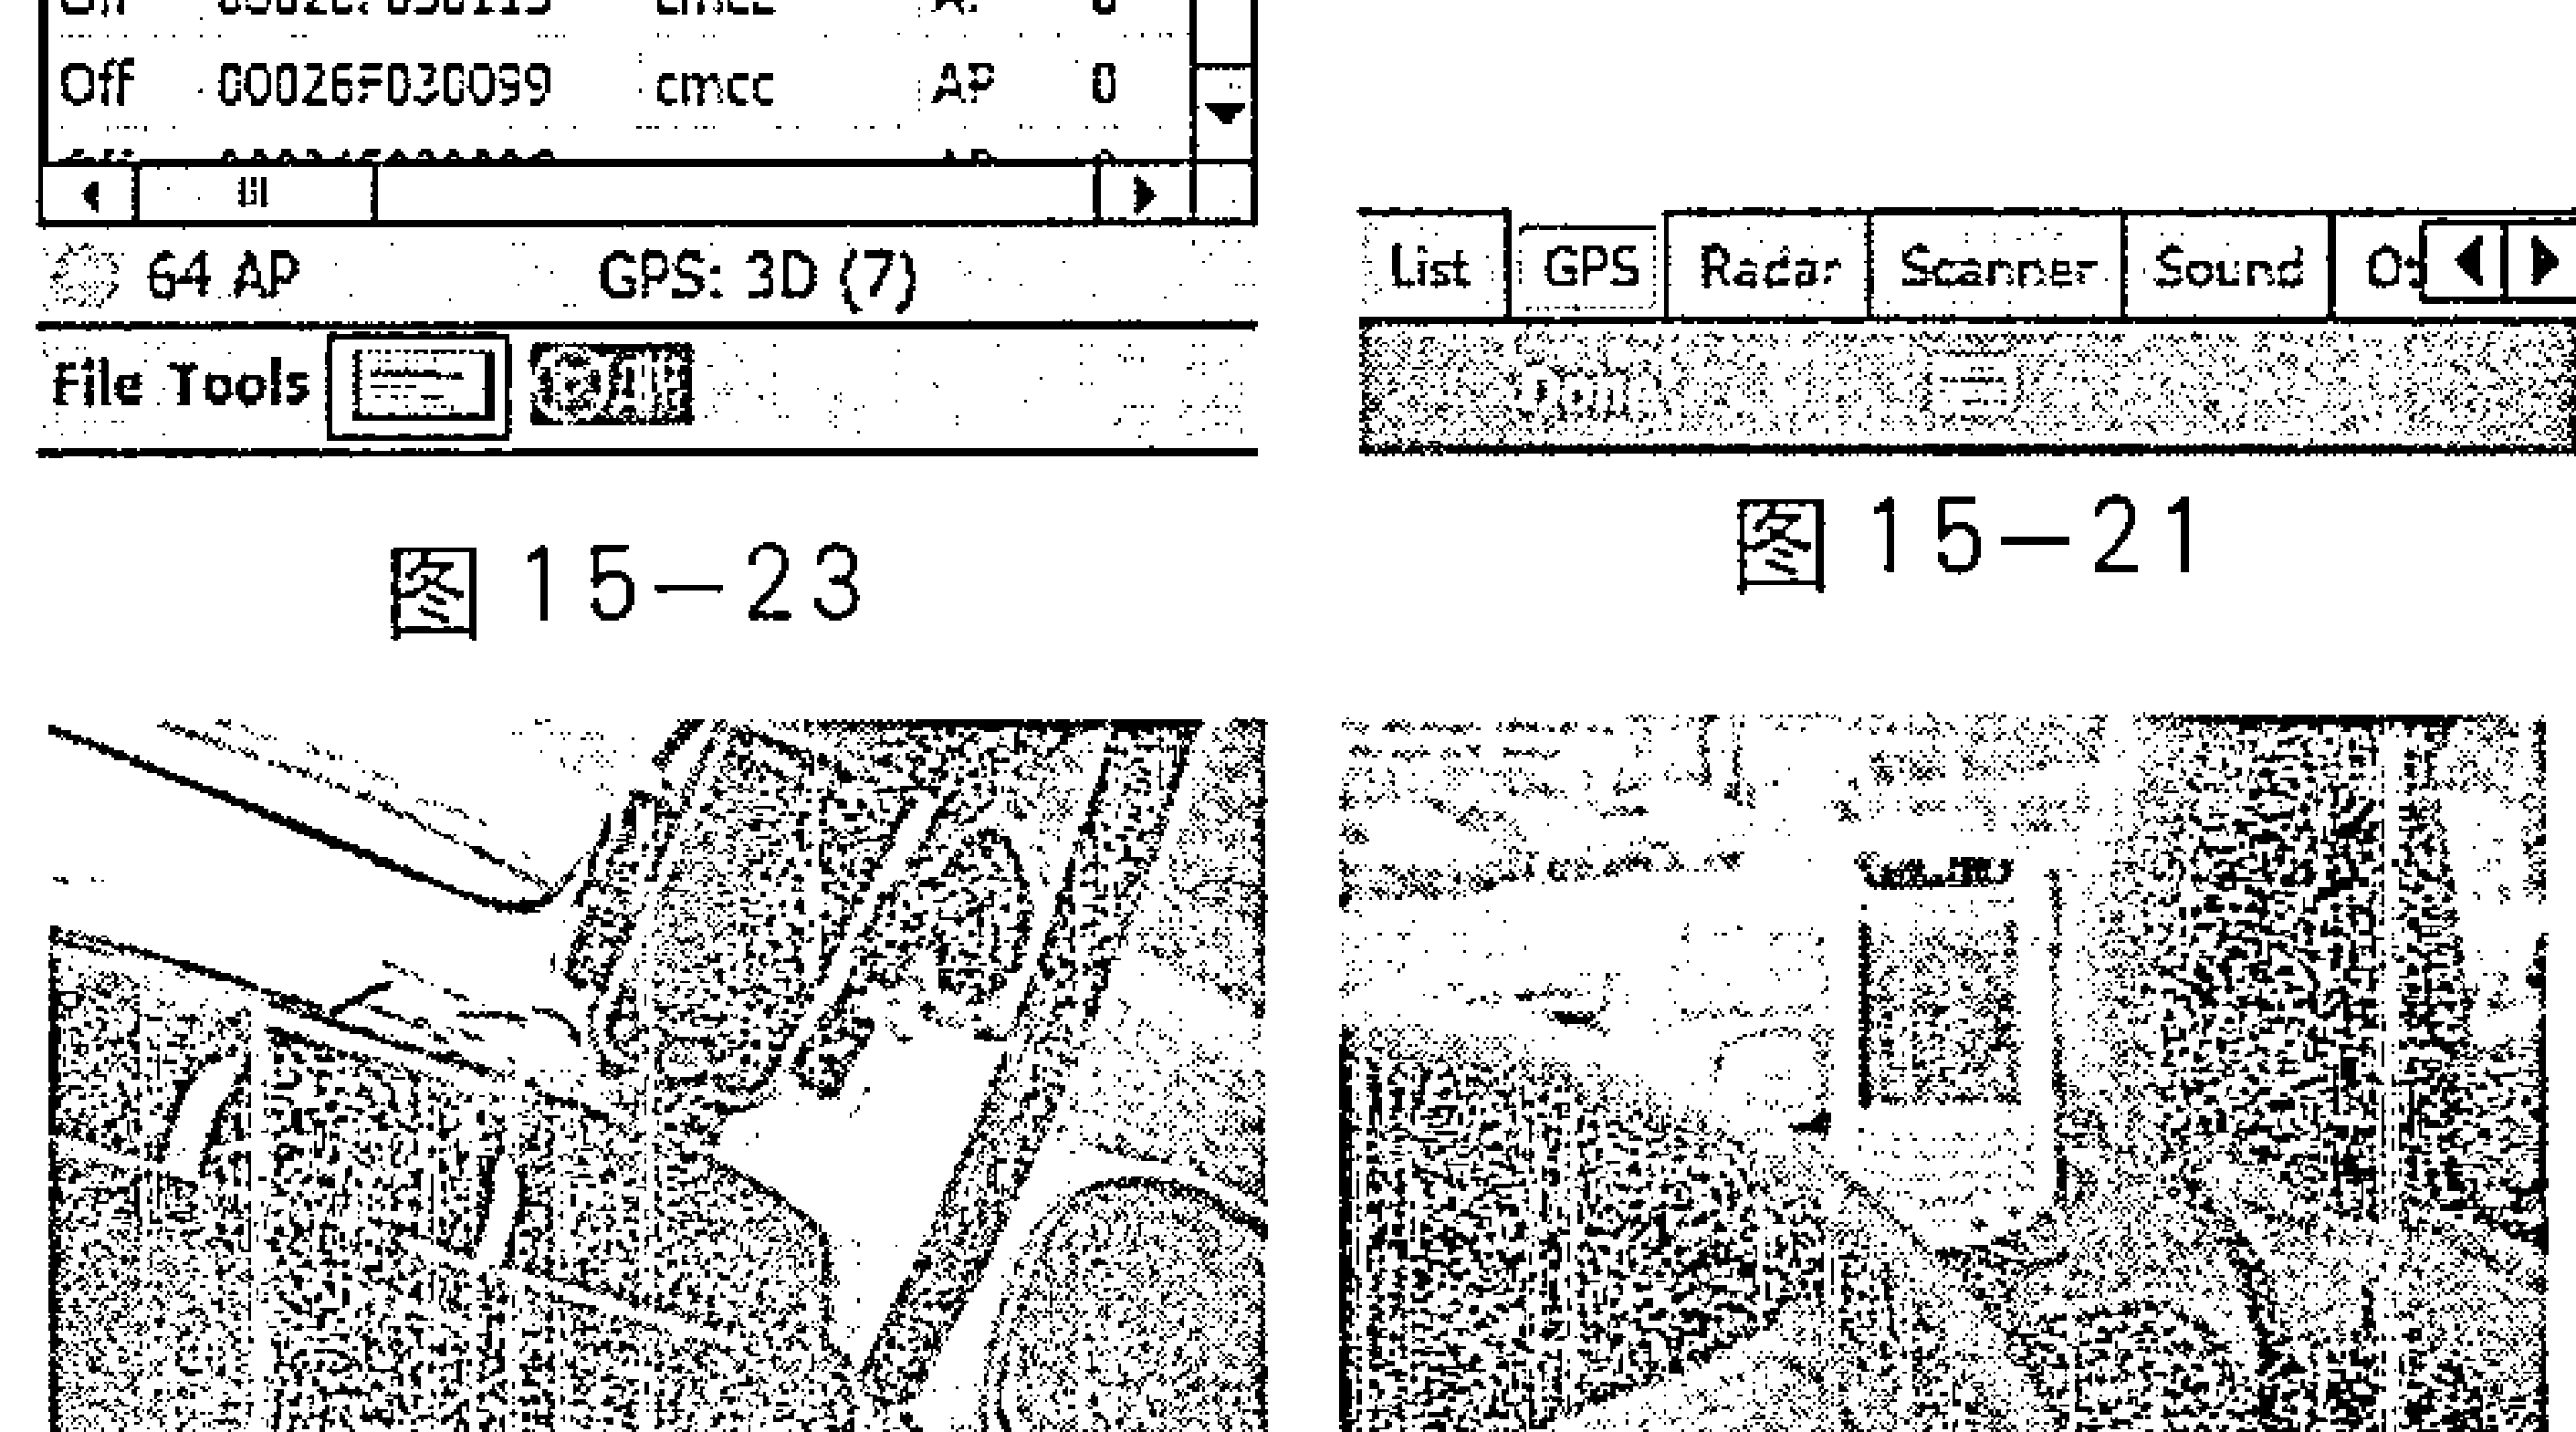 Off 00026F030099 cmcc AP 0
64 AP GPS: 3D (7)
File Tools
图 15-23
List GPS Radar Scanner Sound
Done
图 15-21